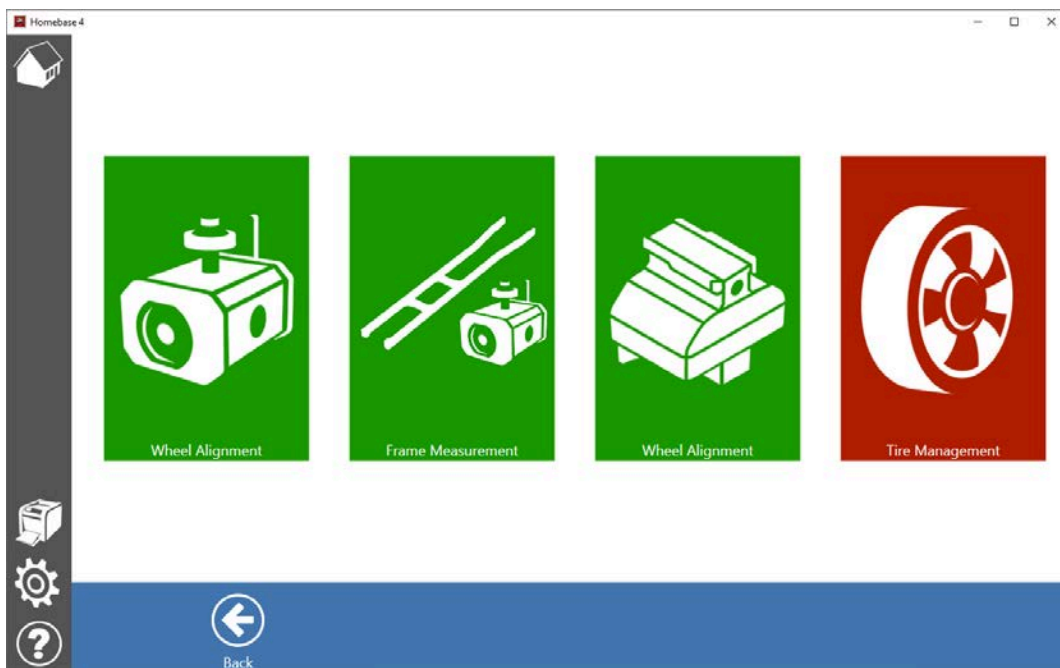 Homebase 4
Wheel Alignment
Frame Measurement
Wheel Alignment
Tire Management
?
Back